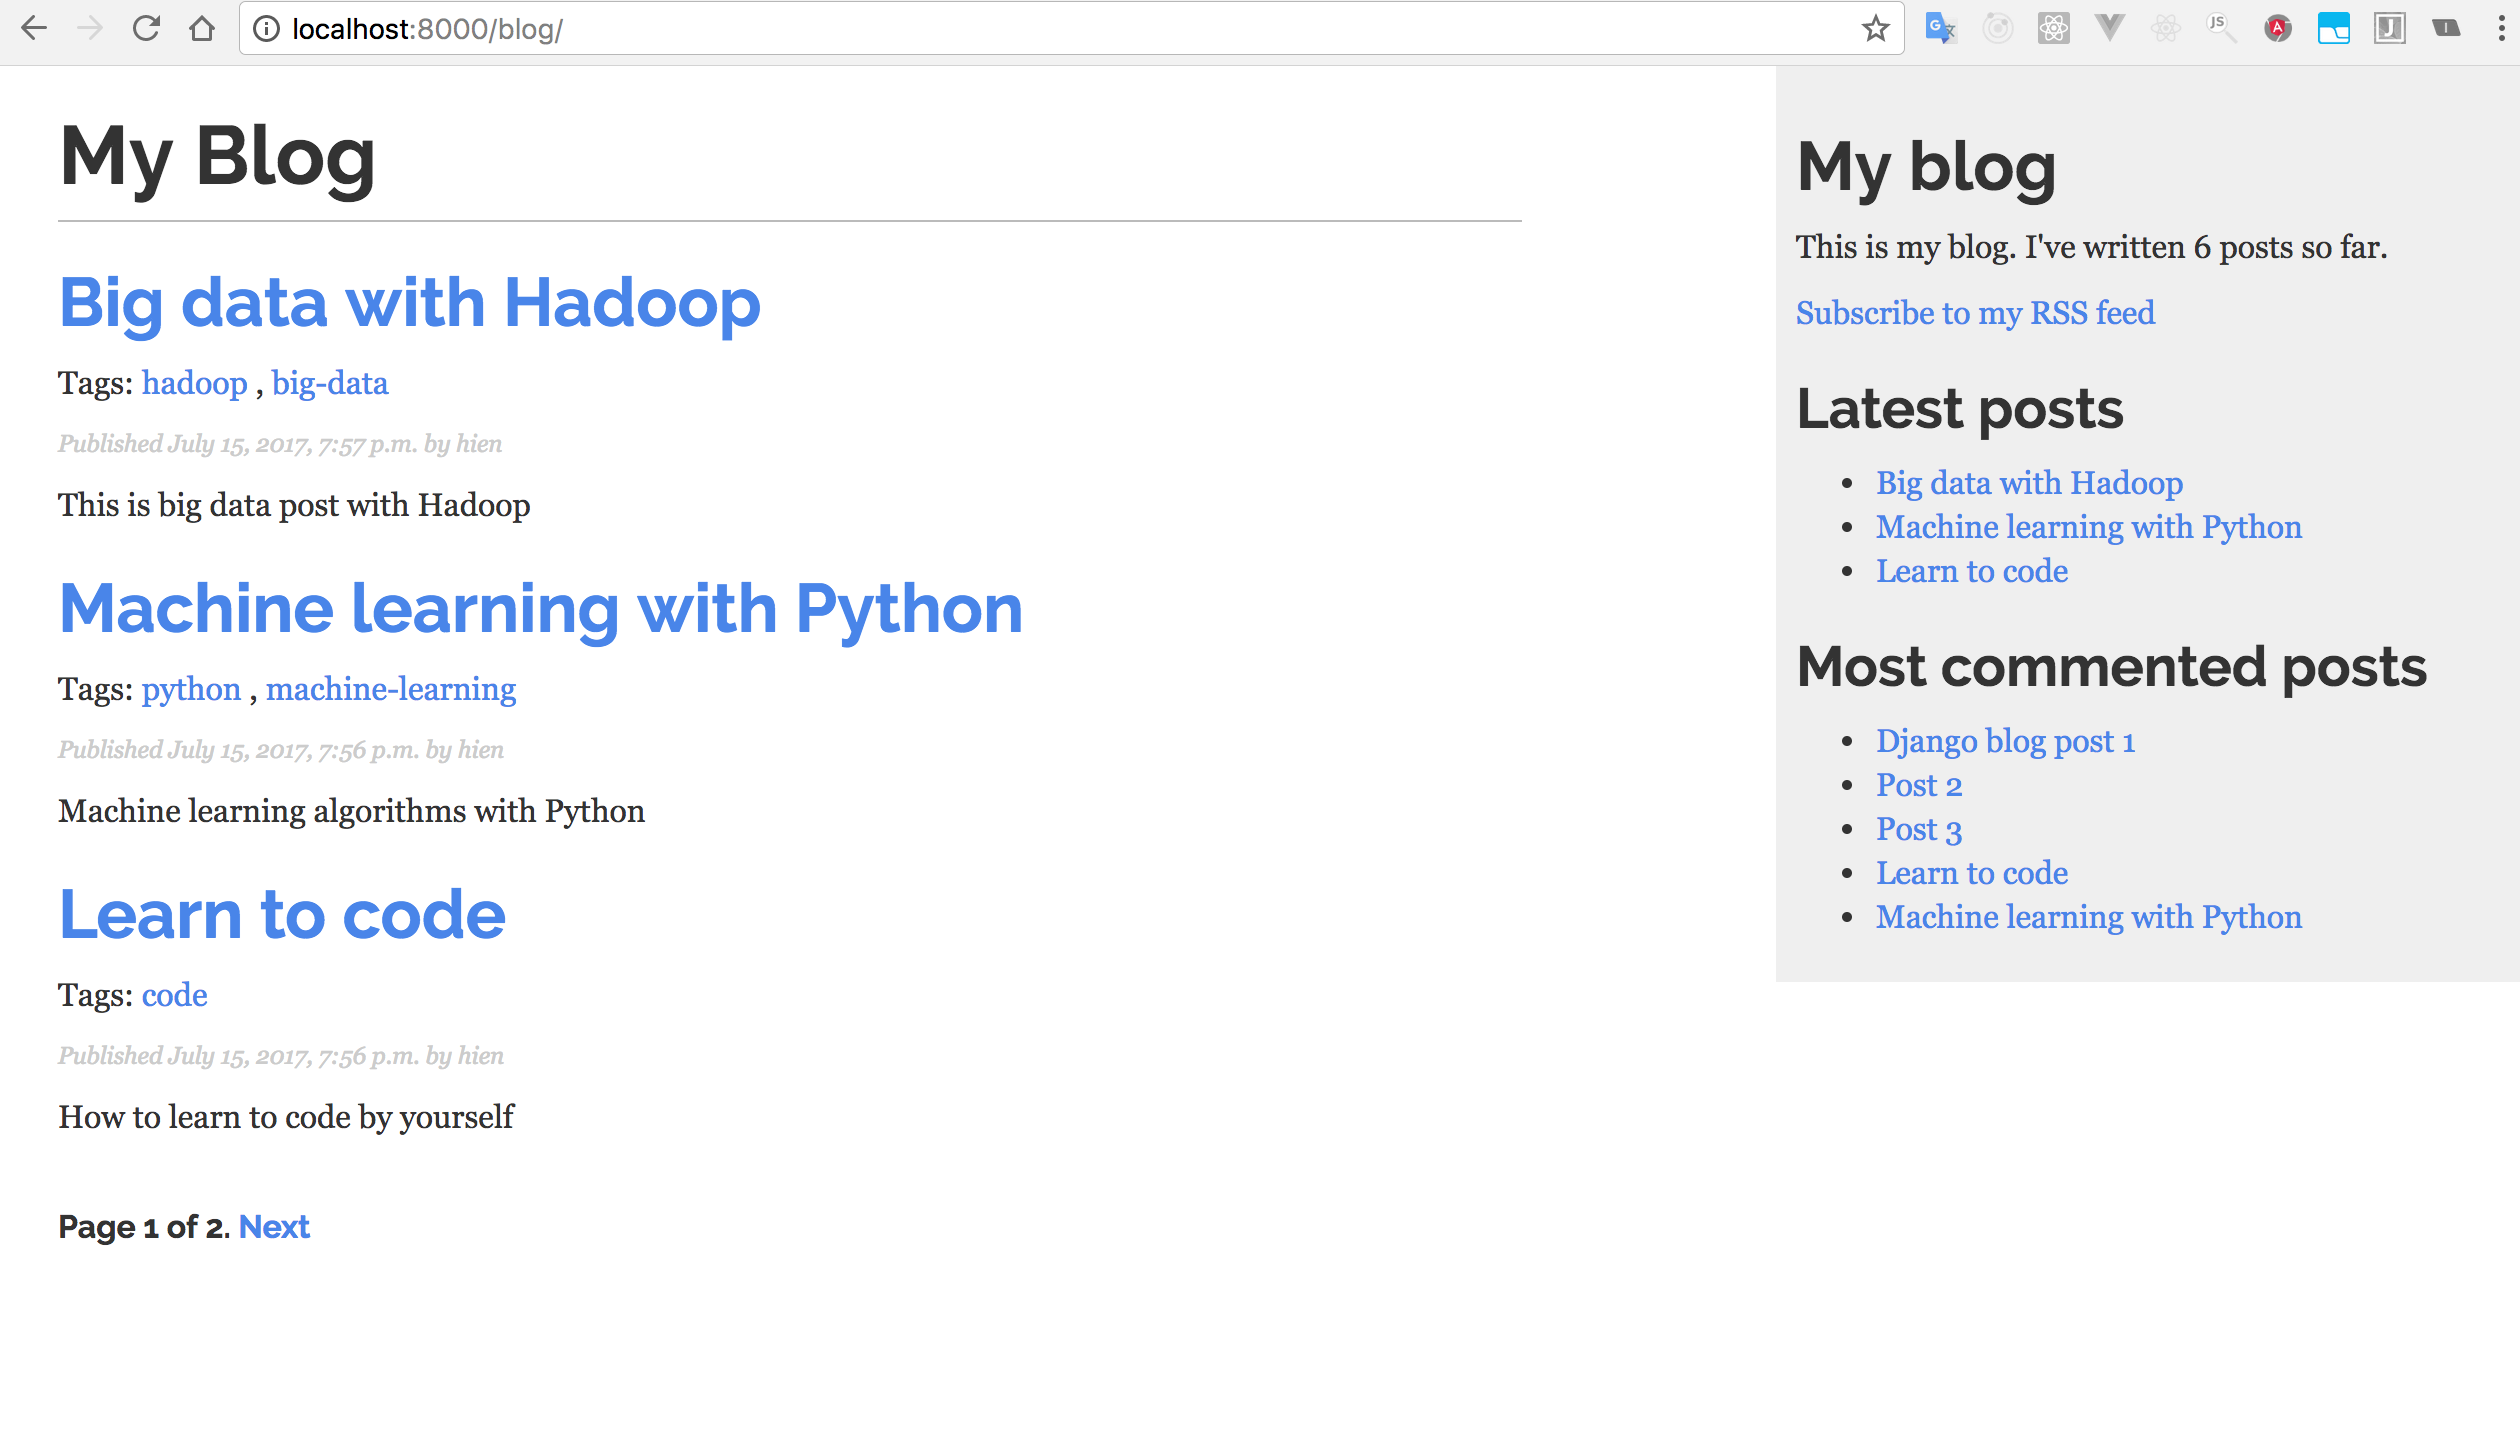 localhost:8000/blog/
My Blog
Big data with Hadoop
Tags: hadoop , big-data
Published July 15, 2017, 7:57 p.m. by hien
This is big data post with Hadoop
Machine learning with Python
Tags: python , machine-learning
Published July 15, 2017, 7:56 p.m. by hien
Machine learning algorithms with Python
Learn to code
Tags: code
Published July 15, 2017, 7:56 p.m. by hien
How to learn to code by yourself
Page 1 of 2. Next
My blog
This is my blog. I've written 6 posts so far.
Subscribe to my RSS feed
Latest posts
Big data with Hadoop
Machine learning with Python
Learn to code
Most commented posts
Django blog post 1
Post 2
Post 3
Learn to code
Machine learning with Python